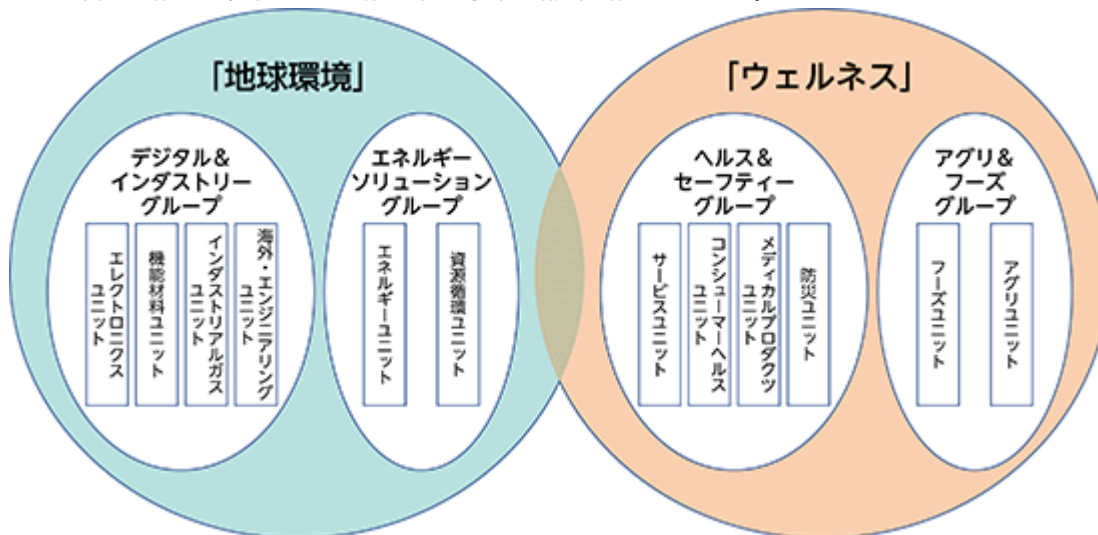 「地球環境」
「ウェルネス」
デジタル＆
インダストリー
グループ
エレクトロニクス
ユニット
機能材料ユニット
インダストリアルガス
ユニット
海外・エンジニアリング
ユニット
エネルギー
ソリューション
グループ
エネルギーユニット
資源循環ユニット
ヘルス＆
セーフティー
グループ
サービスユニット
コンシューマーヘルス
ユニット
メディカルプロダクツ
ユニット
防災ユニット
アグリ＆
フーズ
グループ
フーズユニット
アグリユニット